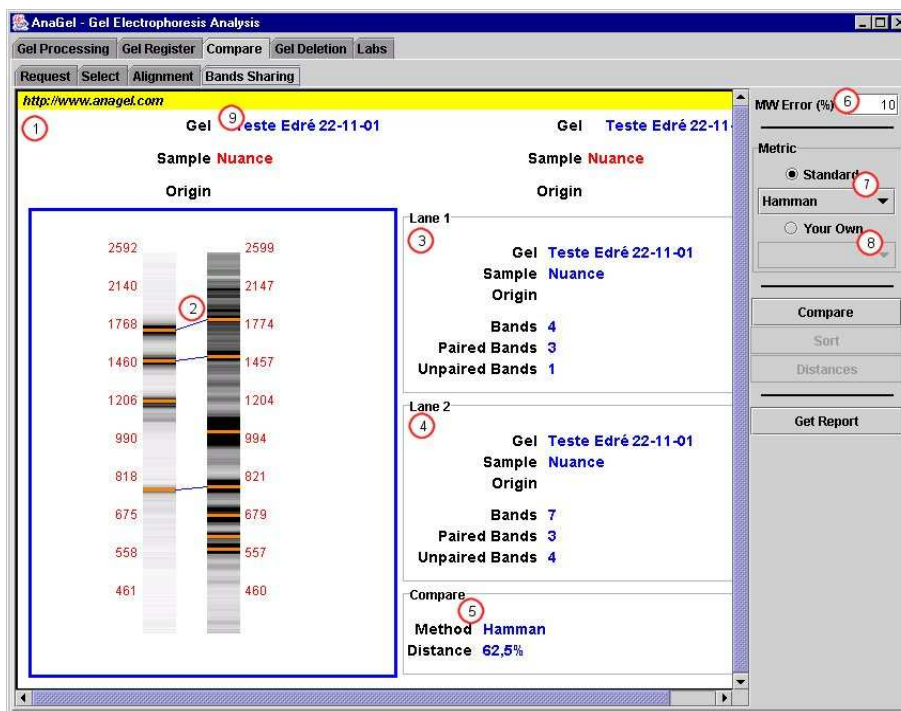 AnaGel - Gel Electrophoresis Analysis
Gel Processing Gel Register Compare Gel Deletion Labs
Request Select Alignment Bands Sharing
http://www.anagel.com
1
9
Gel Teste Edré 22-11-01
Gel Teste Edré 22-11-
Sample Nuance
Sample Nuance
Origin
Origin
2592 2599
2140 2147
2
1768 1774
1460 1457
1206 1204
990 994
818 821
675 679
558 557
461 460
Lane 1
3
Gel Teste Edré 22-11-01
Sample Nuance
Origin
Bands 4
Paired Bands 3
Unpaired Bands 1
Lane 2
4
Gel Teste Edré 22-11-01
Sample Nuance
Origin
Bands 7
Paired Bands 3
Unpaired Bands 4
Compare
5
Method Hamman
Distance 62,5%
MW Error (%) 6 10
Metric
Standard
7
Hamman
Your Own
8
Compare
Sort
Distances
Get Report